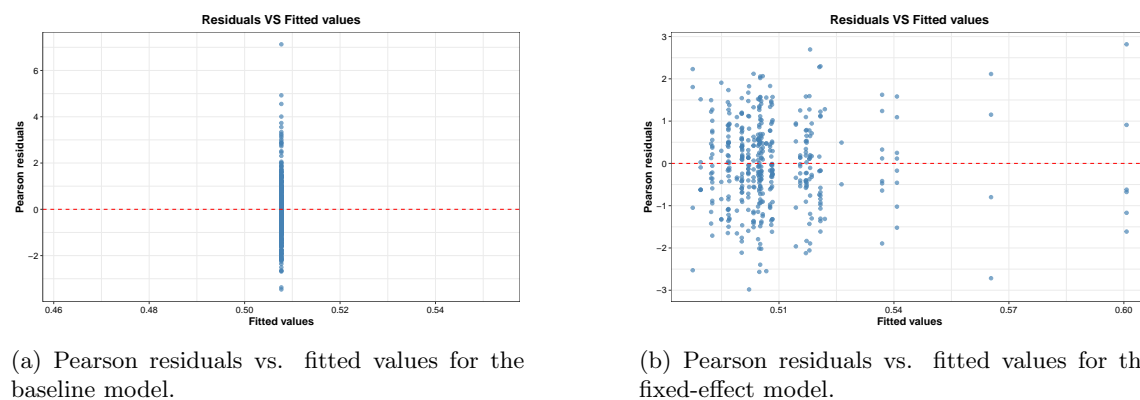 Residuals VS Fitted values
Pearson residuals
6
4
2
0
−2
0.46
0.48
0.50
0.52
0.54
Fitted values
(a) Pearson residuals vs. fitted values for the
baseline model.
Residuals VS Fitted values
Pearson residuals
3
2
1
0
−1
−2
−3
0.51
0.54
0.57
0.60
Fitted values
(b) Pearson residuals vs. fitted values for th
fixed-effect model.